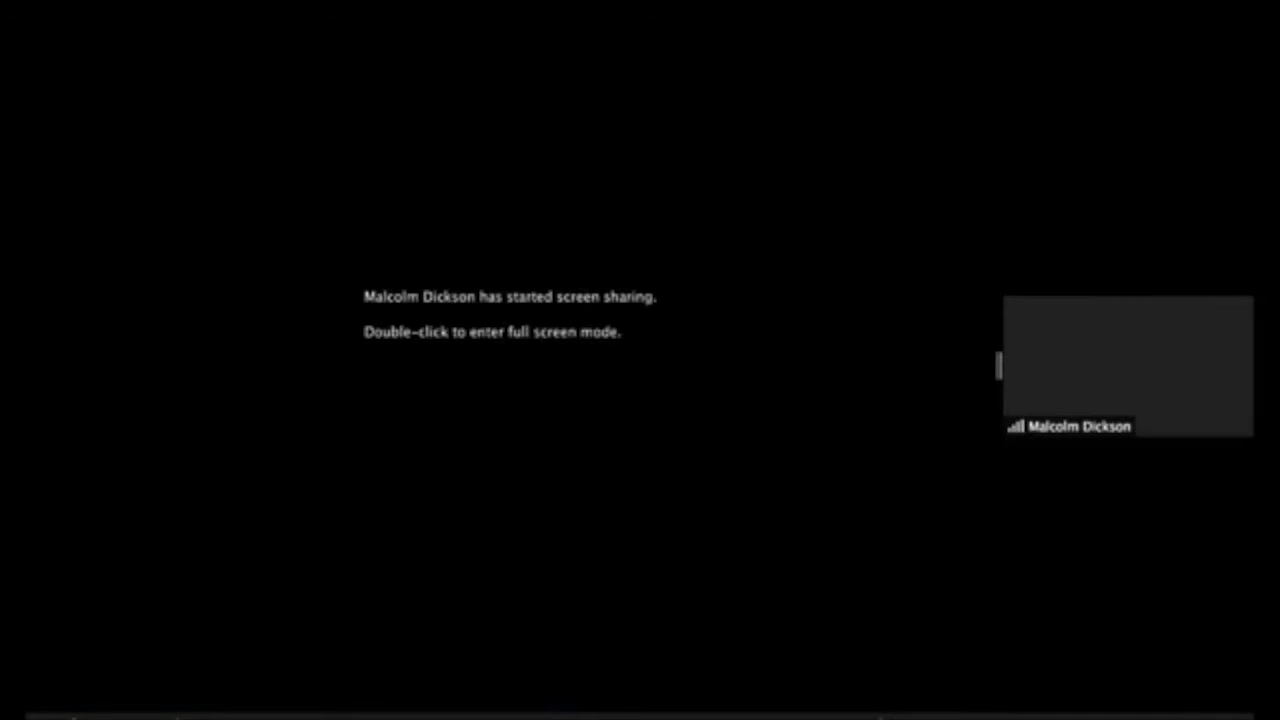 Malcolm Dickson has started screen sharing.
Double-click to enter full screen mode.
Malcolm Dickson